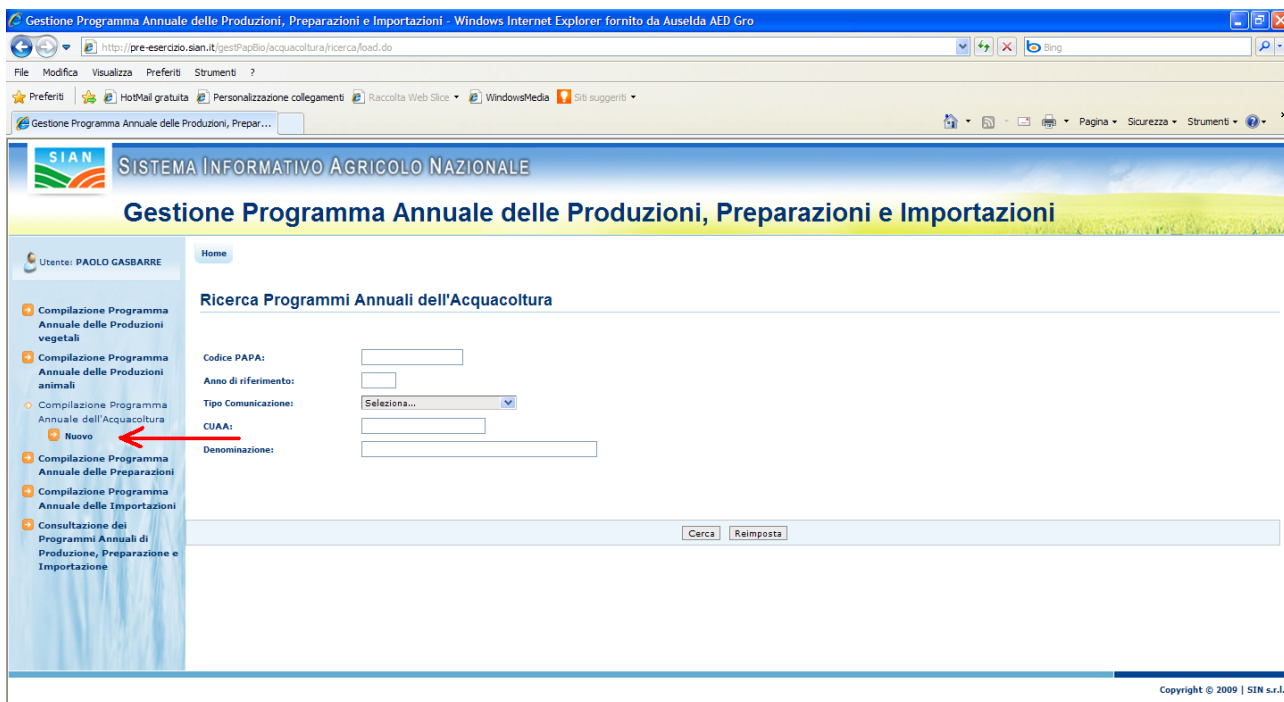 Gestione Programma Annuale delle Produzioni, Preparazioni e Importazioni - Windows Internet Explorer fornito da Auselda AED Gro
http://pre-esercizio.sian.it/gestPapBio/acquacoltura/ricerca/load.do
Bing
File Modifica Visualizza Preferiti Strumenti ?
Preferiti HotMail gratuita Personalizzazione collegamenti Raccolta Web Slice WindowsMedia Siti suggeriti
Gestione Programma Annuale delle Produzioni, Prepar...
Pagina Sicurezza Strumenti
SIAN
SISTEMA INFORMATIVO AGRICOLO NAZIONALE
Gestione Programma Annuale delle Produzioni, Preparazioni e Importazioni
Utente: PAOLO GASBARRE
Compilazione Programma
Annuale delle Produzioni
vegetali
Compilazione Programma
Annuale delle Produzioni
animali
Compilazione Programma
Annuale dell'Acquacoltura
Nuovo
Compilazione Programma
Annuale delle Preparazioni
Compilazione Programma
Annuale delle Importazioni
Consultazione dei
Programmi Annuali di
Produzione, Preparazione e
Importazione
Home
Ricerca Programmi Annuali dell'Acquacoltura
Codice PAPA:
Anno di riferimento:
Tipo Comunicazione: Seleziona...
CUAA:
Denominazione:
Cerca Reimposta
Copyright © 2009 | SIN s.r.l.